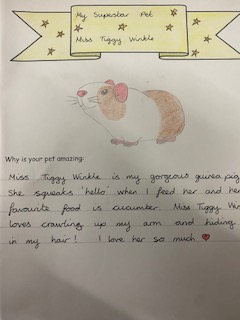 My Superstar Pet
Miss Tiggy Winkle
Why is your pet amazing:
Miss Tiggy Winkle is my gorgeous guinea pig
She squeaks 'hello' when I feed her and her
favourite food is cucumber. Miss Tiggy Win
loves crawling up my arm and hiding
in my hair! I love her so much ♥